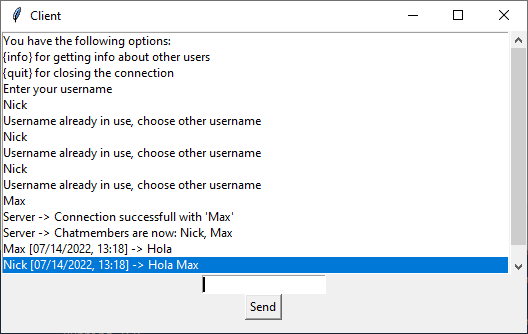 Client
You have the following options:
{info} for getting info about other users
{quit} for closing the connection
Enter your username
Nick
Username already in use, choose other username
Nick
Username already in use, choose other username
Nick
Username already in use, choose other username
Max
Server -> Connection successfull with 'Max'
Server -> Chatmembers are now: Nick, Max
Max [07/14/2022, 13:18] -> Hola
Nick [07/14/2022, 13:18] -> Hola Max
Send